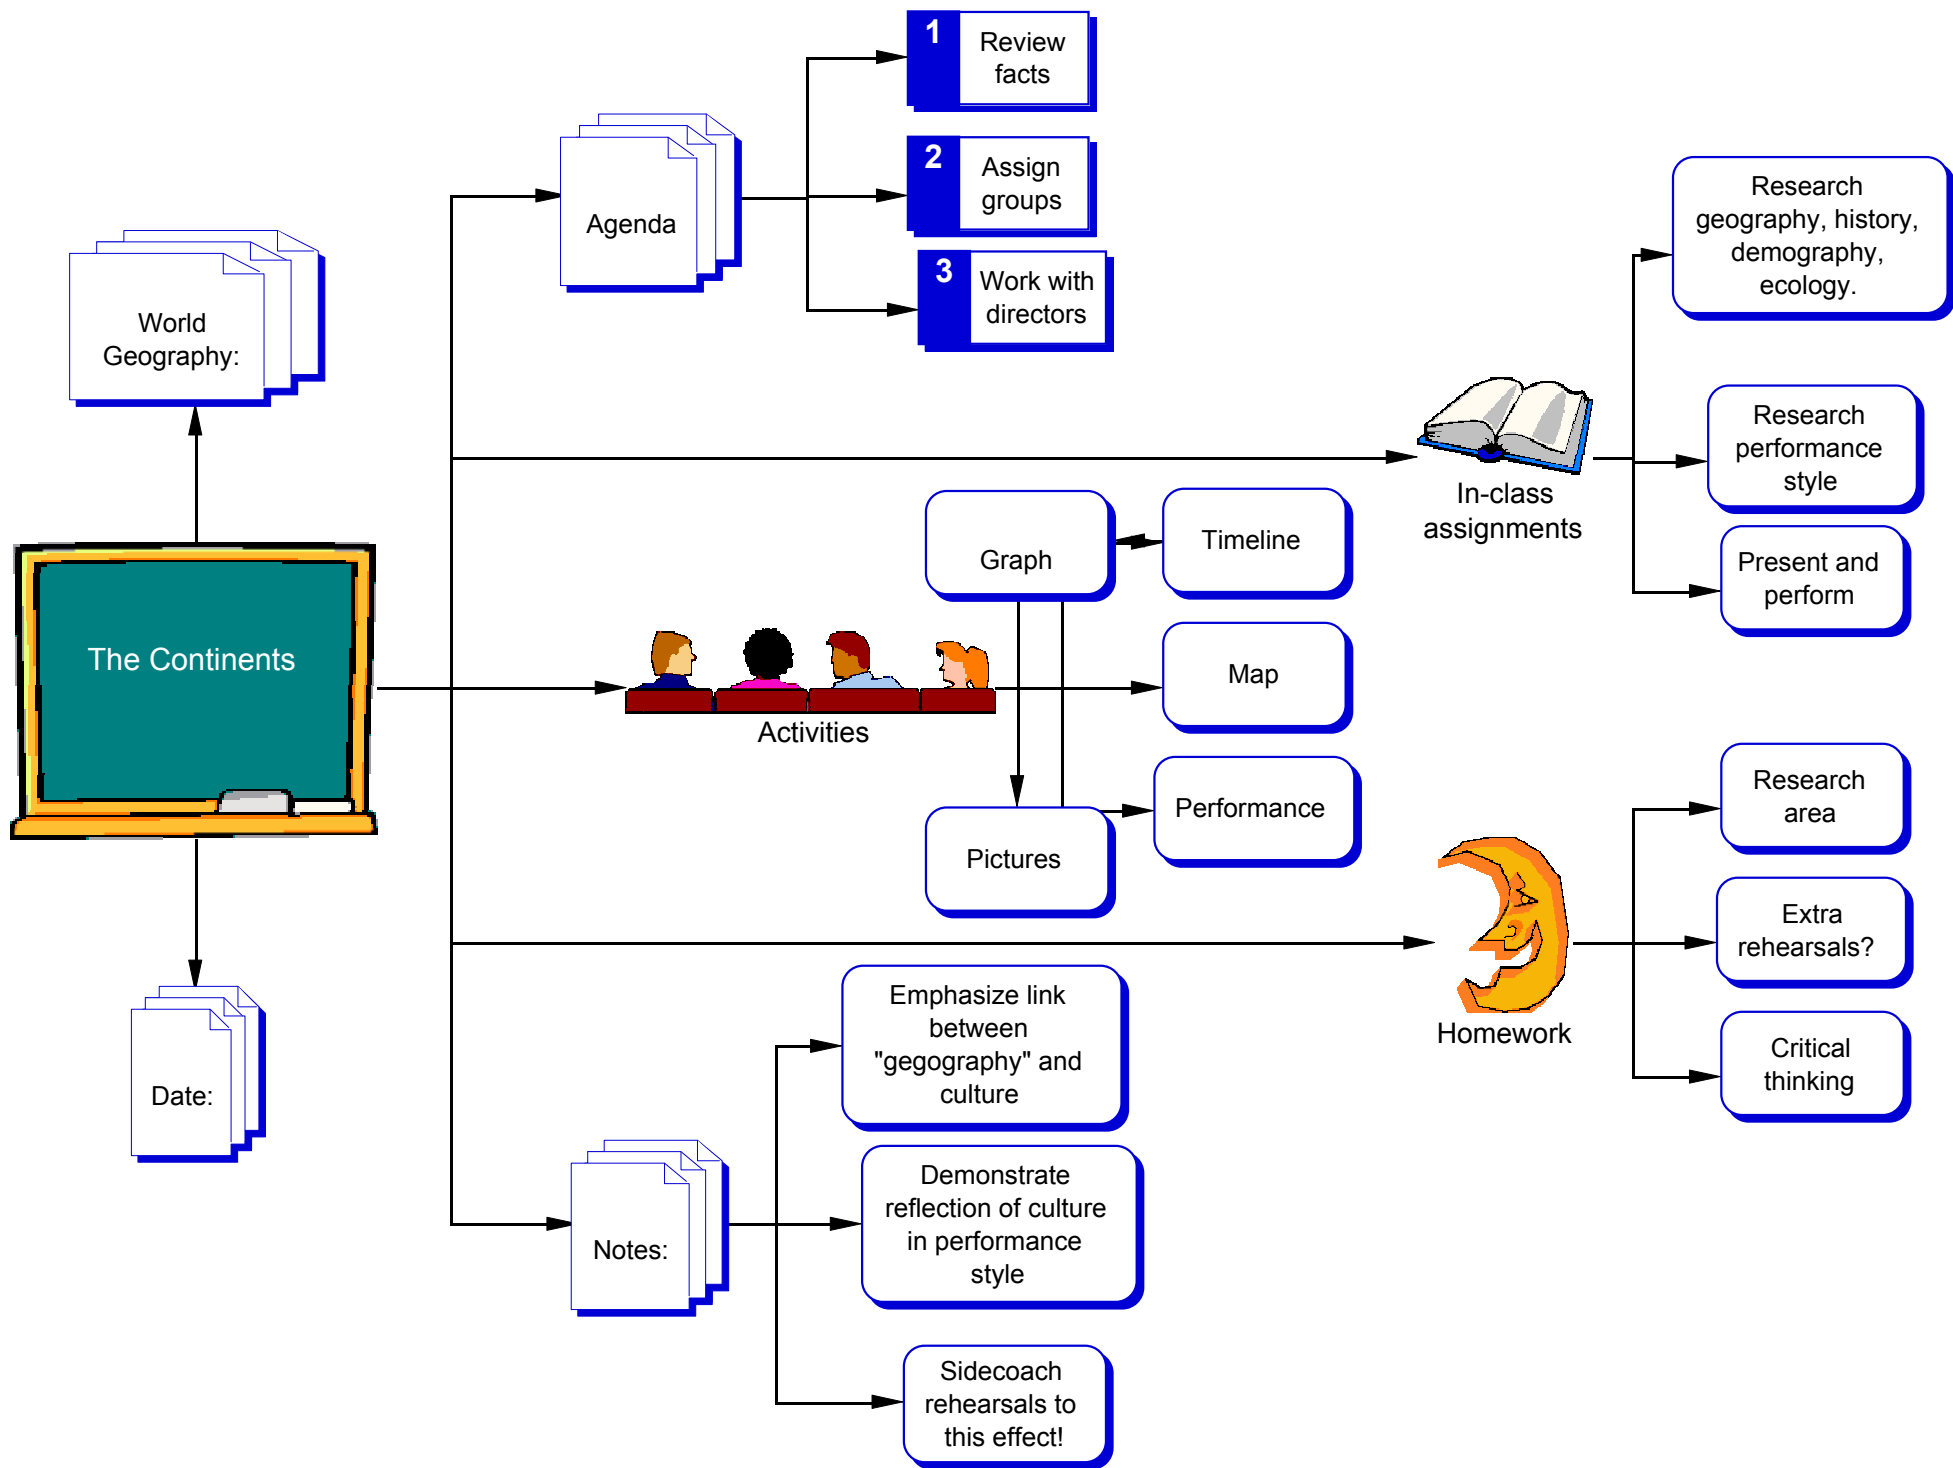 World
Geography:
The Continents
Date:
Agenda
1
Review
facts
2
Assign
groups
3
Work with
directors
In-class
assignments
Research
geography, history,
demography,
ecology.
Research
performance
style
Present and
perform
Activities
Graph
Timeline
Map
Performance
Pictures
Homework
Research
area
Extra
rehearsals?
Critical
thinking
Notes:
Emphasize link
between
"gegography" and
culture
Demonstrate
reflection of culture
in performance
style
Sidecoach
rehearsals to
this effect!